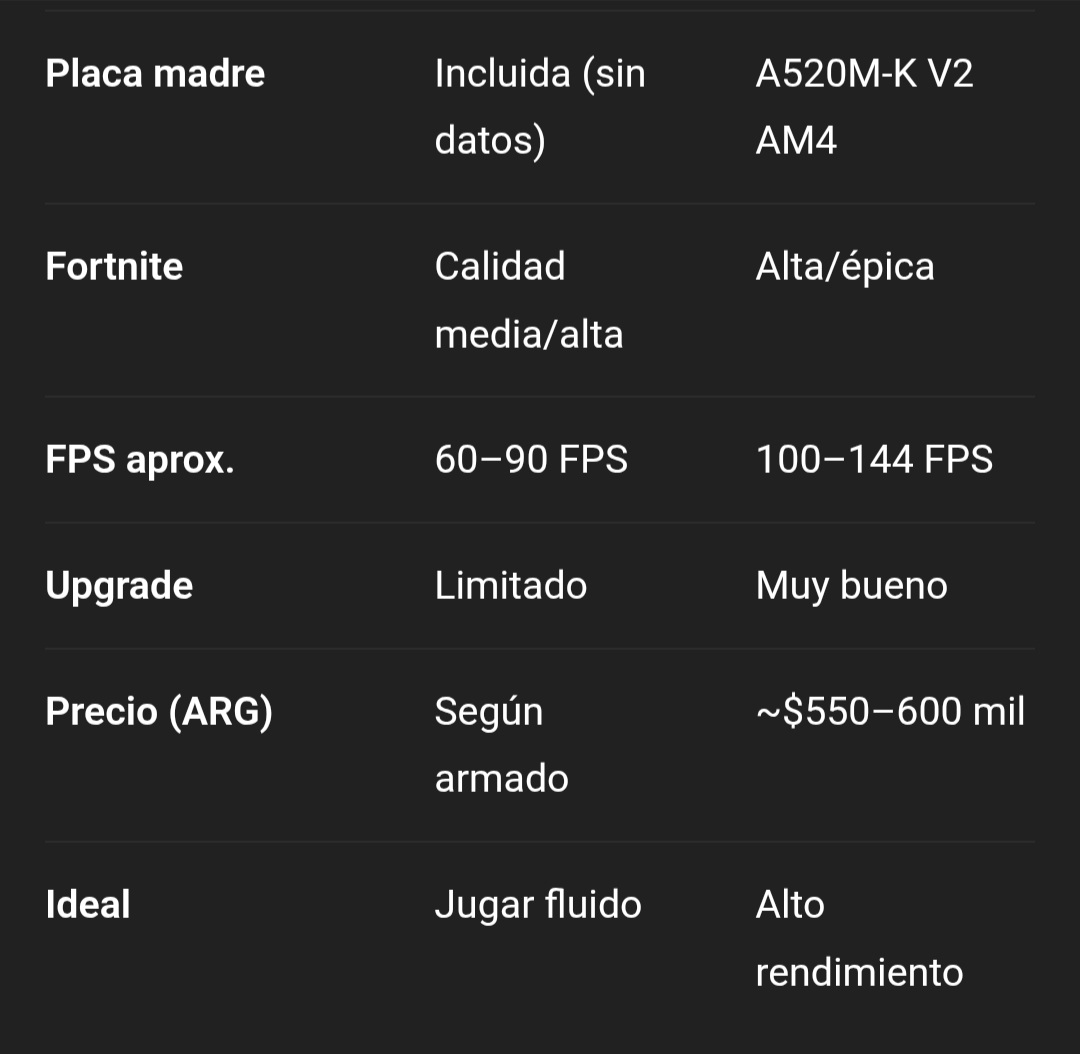 Placa madre
Incluida (sin
datos)
A520M-K V2
AM4
Fortnite
Calidad
media/alta
Alta/épica
FPS aprox.
60–90 FPS
100–144 FPS
Upgrade
Limitado
Muy bueno
Precio (ARG)
Según
armado
~$550–600 mil
Ideal
Jugar fluido
Alto
rendimiento